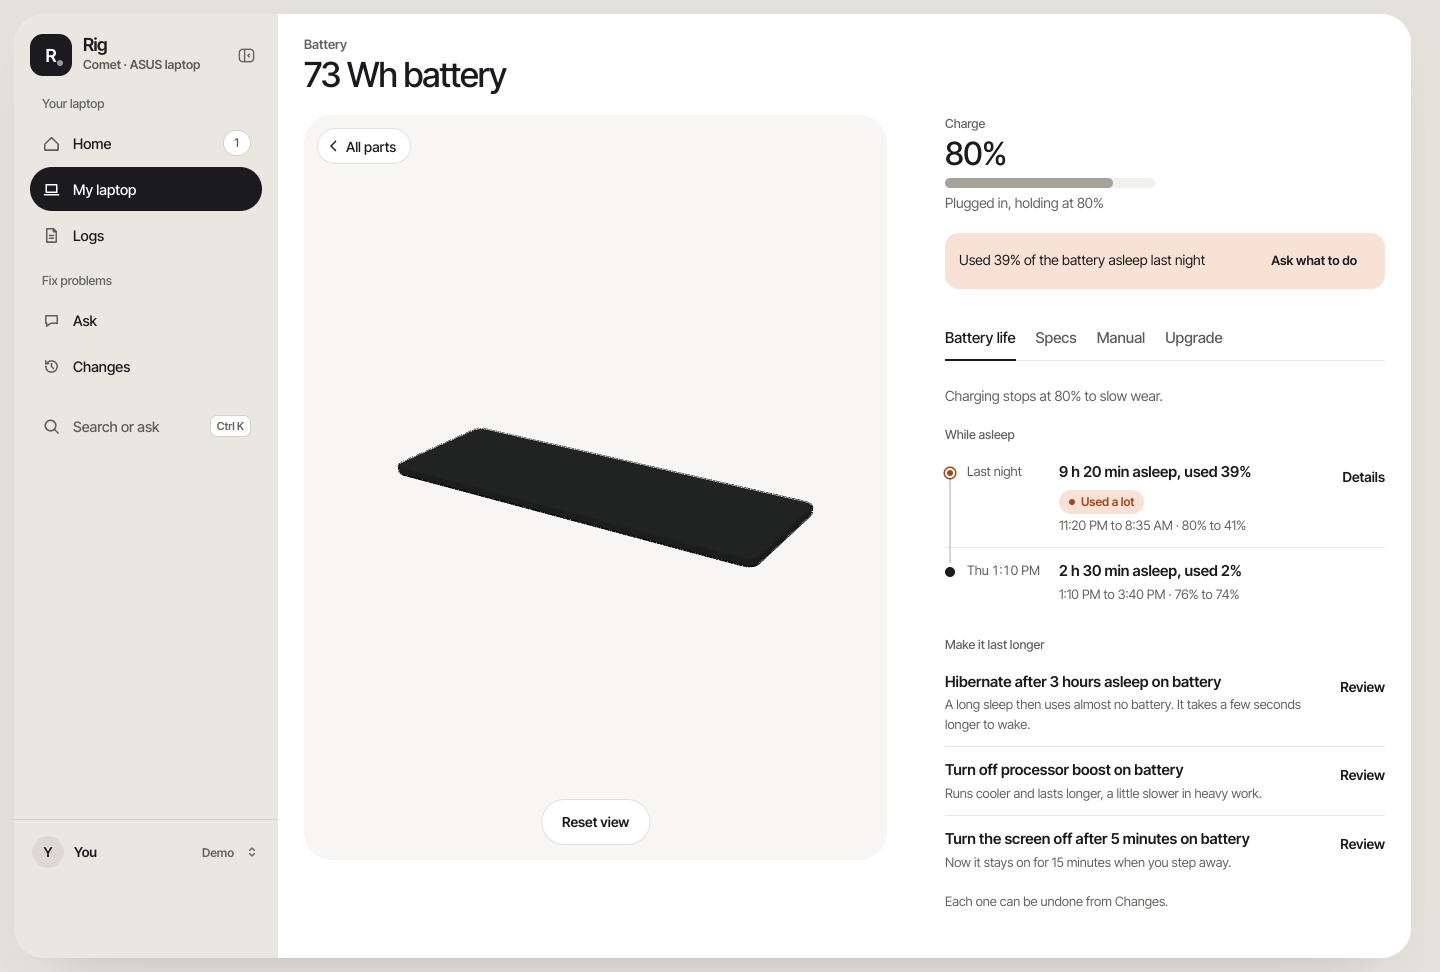 R.
Rig
Comet · ASUS laptop
Your laptop
Home
1
My laptop
Logs
Fix problems
Ask
Changes
Search or ask
Ctrl K
Y
You
Demo
Battery
73 Wh battery
All parts
Reset view
Charge
80%
Plugged in, holding at 80%
Used 39% of the battery asleep last night
Ask what to do
Battery life
Specs
Manual
Upgrade
Charging stops at 80% to slow wear.
While asleep
Last night
9 h 20 min asleep, used 39%
Details
Used a lot
11:20 PM to 8:35 AM · 80% to 41%
Thu 1:10 PM
2 h 30 min asleep, used 2%
1:10 PM to 3:40 PM · 76% to 74%
Make it last longer
Hibernate after 3 hours asleep on battery
Review
A long sleep then uses almost no battery. It takes a few seconds
longer to wake.
Turn off processor boost on battery
Review
Runs cooler and lasts longer, a little slower in heavy work.
Turn the screen off after 5 minutes on battery
Review
Now it stays on for 15 minutes when you step away.
Each one can be undone from Changes.